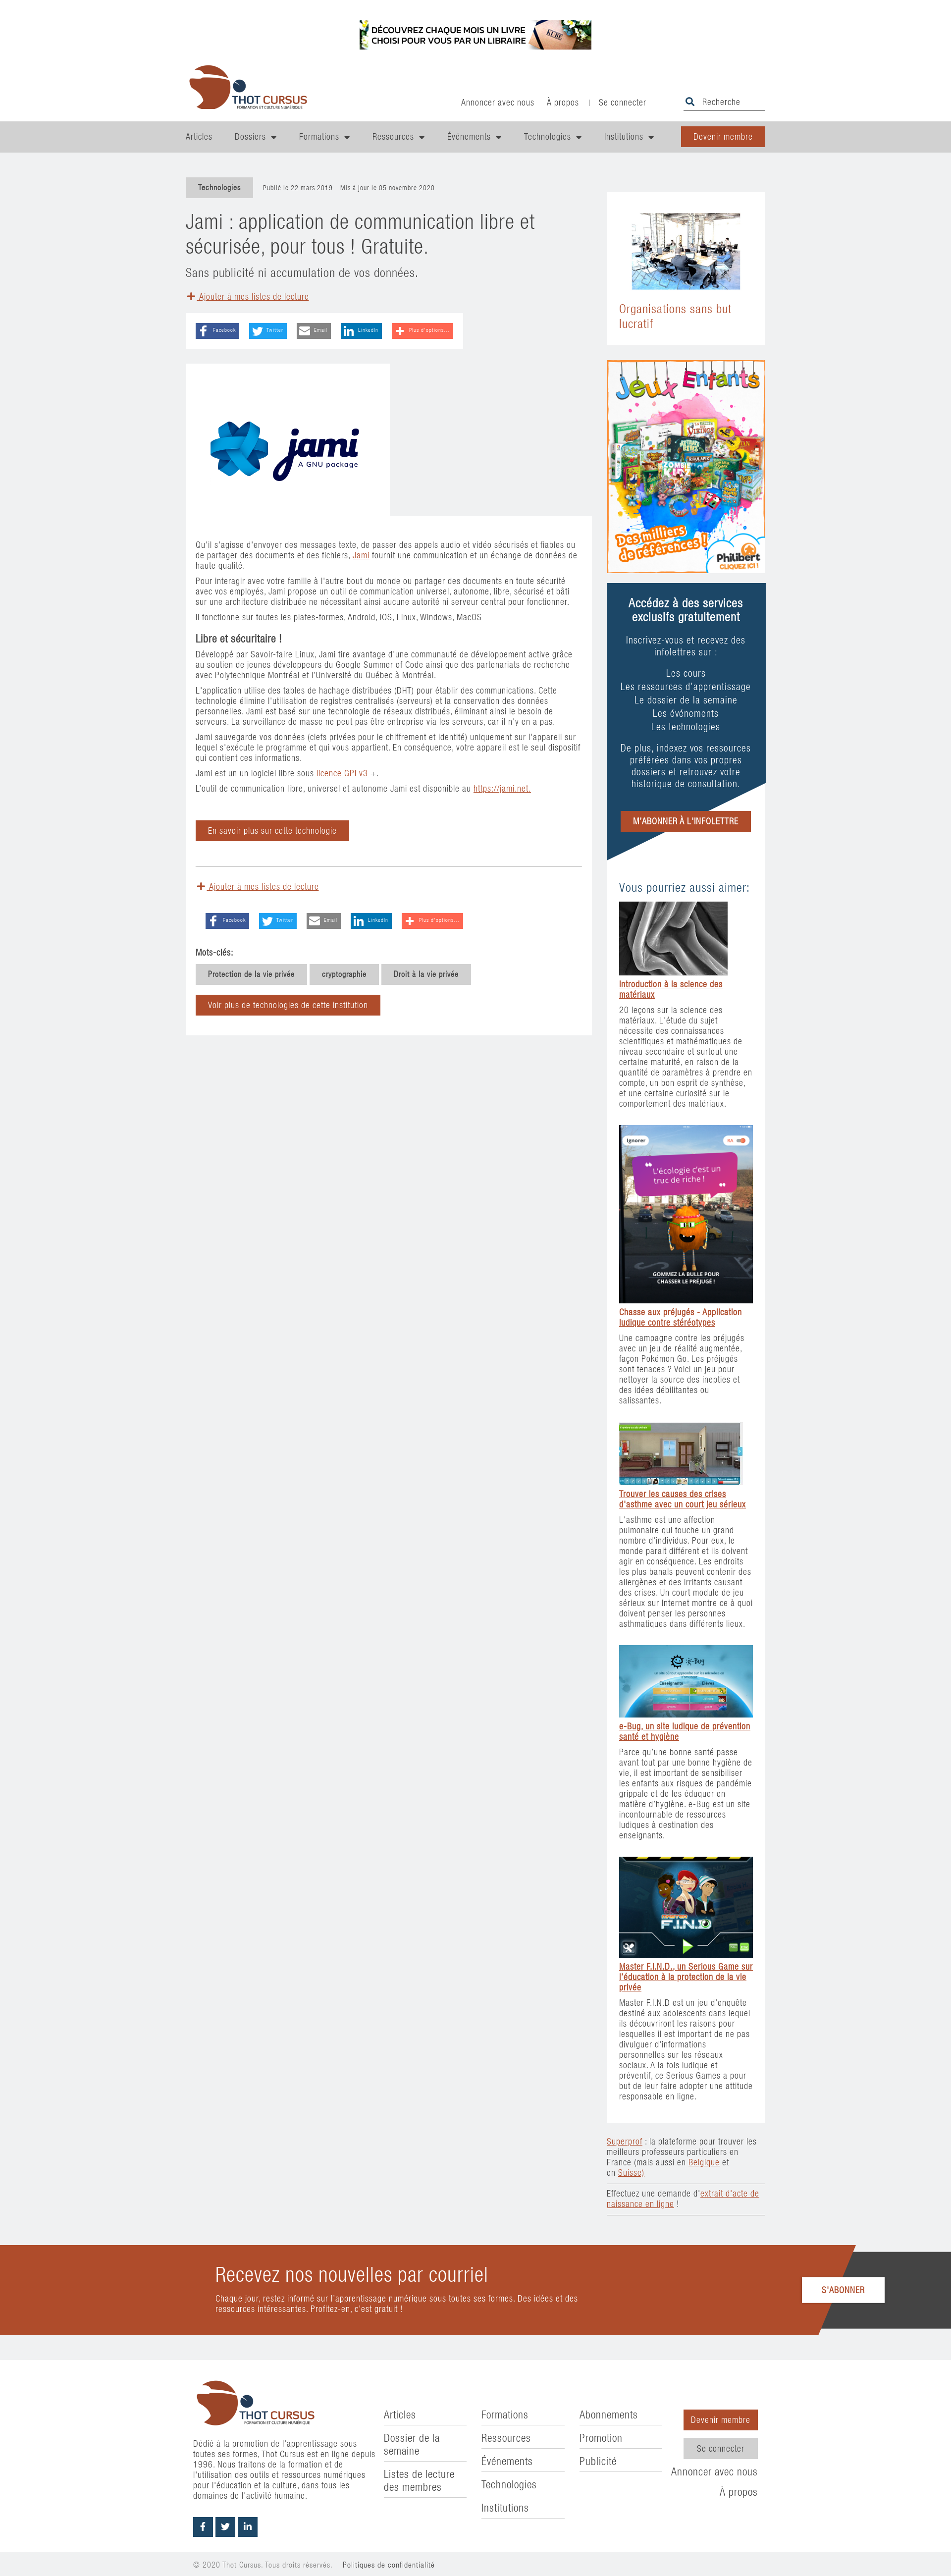 DÉCOUVREZ CHAQUE MOIS UN LIVRE
CHOISI POUR VOUS PAR UN LIBRAIRE
KUBE
THOT CURSUS
FORMATION ET CULTURE NUMÉRIQUE
Annoncer avec nous
À propos
|
Se connecter
Recherche
Articles
Dossiers
Formations
Ressources
Événements
Technologies
Institutions
Devenir membre
Technologies
Publié le 22 mars 2019
Mis à jour le 05 novembre 2020
Jami : application de communication libre et
sécurisée, pour tous ! Gratuite.
Sans publicité ni accumulation de vos données.
Ajouter à mes listes de lecture
Facebook
Twitter
Email
LinkedIn
Plus d'options...
jami
A GNU package
Qu'il s'agisse d'envoyer des messages texte, de passer des appels audio et vidéo sécurisés et fiables ou
de partager des documents et des fichiers, Jami fournit une communication et un échange de données de
haute qualité.
Pour interagir avec votre famille à l'autre bout du monde ou partager des documents en toute sécurité
avec vos employés, Jami propose un outil de communication universel, autonome, libre, sécurisé et bâti
sur une architecture distribuée ne nécessitant ainsi aucune autorité ni serveur central pour fonctionner.
Il fonctionne sur toutes les plates-formes, Android, iOS, Linux, Windows, MacOS
Libre et sécuritaire !
Développé par Savoir-faire Linux, Jami tire avantage d'une communauté de développement active grâce
au soutien de jeunes développeurs du Google Summer of Code ainsi que des partenariats de recherche
avec Polytechnique Montréal et l'Université du Québec à Montréal.
L'application utilise des tables de hachage distribuées (DHT) pour établir des communications. Cette
technologie élimine l'utilisation de registres centralisés (serveurs) et la conservation des données
personnelles. Jami est basé sur une technologie de réseaux distribués, éliminant ainsi le besoin de
serveurs. La surveillance de masse ne peut pas être entreprise via les serveurs, car il n'y en a pas.
Jami sauvegarde vos données (clefs privées pour le chiffrement et identité) uniquement sur l'appareil sur
lequel s'exécute le programme et qui vous appartient. En conséquence, votre appareil est le seul dispositif
qui contient ces informations.
Jami est un un logiciel libre sous licence GPLv3 +.
L'outil de communication libre, universel et autonome Jami est disponible au https://jami.net.
En savoir plus sur cette technologie
Ajouter à mes listes de lecture
Facebook
Twitter
Email
LinkedIn
Plus d'options...
Mots-clés:
Protection de la vie privée
cryptographie
Droit à la vie privée
Voir plus de technologies de cette institution
Organisations sans but
lucratif
Jeux Enfants
VIKINGS
ZOMBIE KIDZ
Des milliers
de références !
Philibert
CLIQUEZ ICI !
Accédez à des services
exclusifs gratuitement
Inscrivez-vous et recevez des
infolettres sur :
Les cours
Les ressources d'apprentissage
Le dossier de la semaine
Les événements
Les technologies
De plus, indexez vos ressources
préférées dans vos propres
dossiers et retrouvez votre
historique de consultation.
M'ABONNER À L'INFOLETTRE
Vous pourriez aussi aimer:
Introduction à la science des
matériaux
20 leçons sur la science des
matériaux. L'étude du sujet
nécessite des connaissances
scientifiques et mathématiques de
niveau secondaire et surtout une
certaine maturité, en raison de la
quantité de paramètres à prendre en
compte, un bon esprit de synthèse,
et une certaine curiosité sur le
comportement des matériaux.
Ignorer
RA
L'écologie c'est un
truc de riche !
GOMMEZ LA BULLE POUR
CHASSER LE PRÉJUGÉ !
Chasse aux préjugés - Application
ludique contre stéréotypes
Une campagne contre les préjugés
avec un jeu de réalité augmentée,
façon Pokémon Go. Les préjugés
sont tenaces ? Voici un jeu pour
nettoyer la source des inepties et
des idées débilitantes ou
salissantes.
Trouver les causes des crises
d'asthme avec un court jeu sérieux
L'asthme est une affection
pulmonaire qui touche un grand
nombre d'individus. Pour eux, le
monde parait différent et ils doivent
agir en conséquence. Les endroits
les plus banals peuvent contenir des
allergènes et des irritants causant
des crises. Un court module de jeu
sérieux sur Internet montre ce à quoi
doivent penser les personnes
asthmatiques dans différents lieux.
e-Bug
Enseignants
e-Bug, un site ludique de prévention
santé et hygiène
Parce qu'une bonne santé passe
avant tout par une bonne hygiène de
vie, il est important de sensibiliser
les enfants aux risques de pandémie
grippale et de les éduquer en
matière d'hygiène. e-Bug est un site
incontournable de ressources
ludiques à destination des
enseignants.
MASTER
F.I.N.D
Master F.I.N.D., un Serious Game sur
l'éducation à la protection de la vie
privée
Master F.I.N.D est un jeu d'enquête
destiné aux adolescents dans lequel
ils découvriront les raisons pour
lesquelles il est important de ne pas
divulguer d'informations
personnelles sur les réseaux
sociaux. A la fois ludique et
préventif, ce Serious Games a pour
but de leur faire adopter une attitude
responsable en ligne.
Superprof : la plateforme pour trouver les
meilleurs professeurs particuliers en
France (mais aussi en Belgique et
en Suisse)
Effectuez une demande d'extrait d'acte de
naissance en ligne !
Recevez nos nouvelles par courriel
Chaque jour, restez informé sur l'apprentissage numérique sous toutes ses formes. Des idées et des
ressources intéressantes. Profitez-en, c'est gratuit !
S'ABONNER
THOT CURSUS
FORMATION ET CULTURE NUMÉRIQUE
Dédié à la promotion de l'apprentissage sous
toutes ses formes, Thot Cursus est en ligne depuis
1996. Nous traitons de la formation et de
l'utilisation des outils et ressources numériques
pour l'éducation et la culture, dans tous les
domaines de l'activité humaine.
Articles
Dossier de la
semaine
Listes de lecture
des membres
Formations
Ressources
Événements
Technologies
Institutions
Abonnements
Promotion
Publicité
Devenir membre
Se connecter
Annoncer avec nous
À propos
© 2020 Thot Cursus. Tous droits réservés.
Politiques de confidentialité